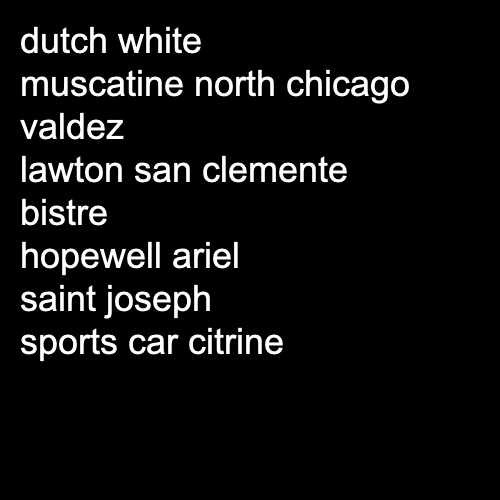 dutch white
muscatine north chicago
valdez
lawton san clemente
bistre
hopewell ariel
saint joseph
sports car citrine